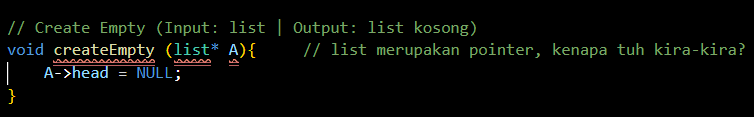 // Create Empty (Input: list | Output: list kosong)
void createEmpty (list* A){     // list merupakan pointer, kenapa tuh kira-kira?
    A->head = NULL;
}